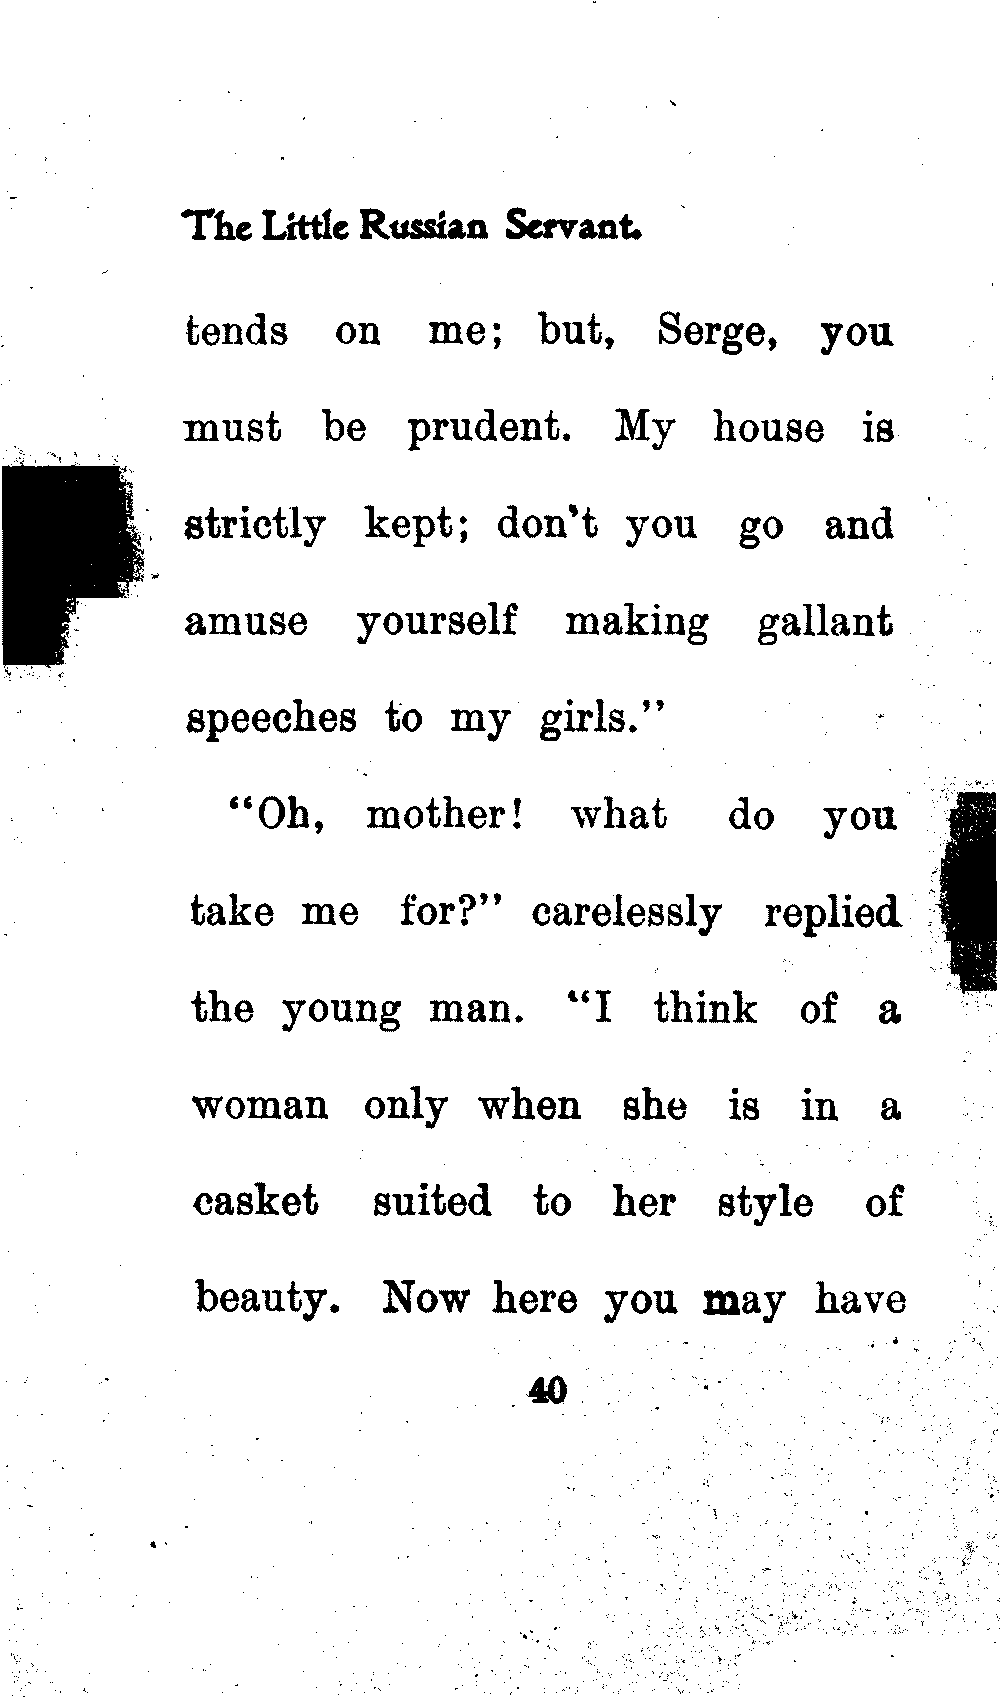 The Little Russian Servant.
tends on me; but, Serge, you
must be prudent. My house is
strictly kept; don't you go and
amuse yourself making gallant
speeches to my girls."
"Oh, mother! what do you
take me for?" carelessly replied
the young man. "I think of a
woman only when she is in a
casket suited to her style of
beauty. Now here you may have
40